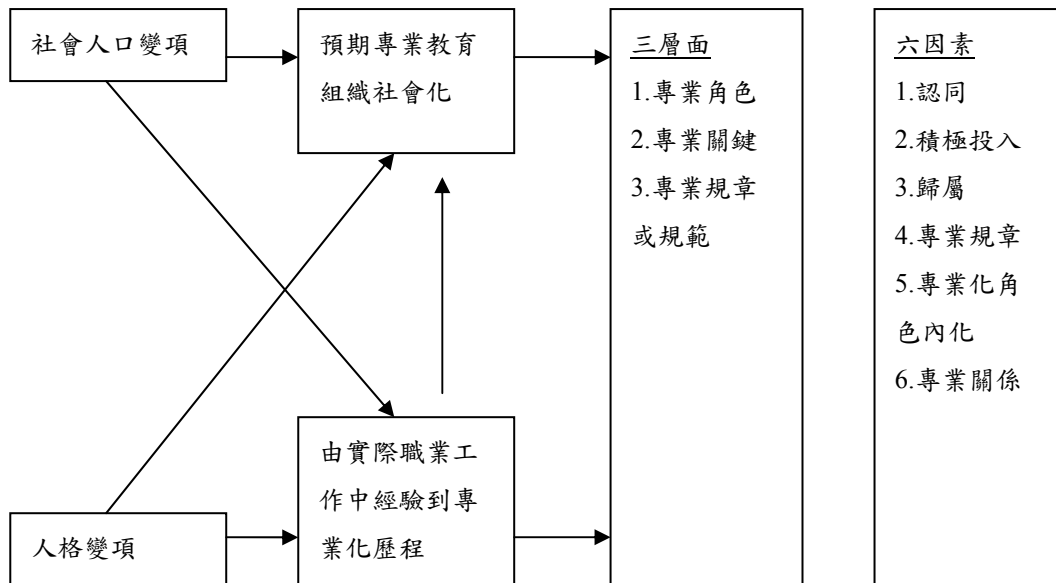 社會人口變項
預期專業教育
組織社會化
三層面
1.專業角色
2.專業關鍵
3.專業規章
或規範
六因素
1.認同
2.積極投入
3.歸屬
4.專業規章
5.專業化角
色內化
6.專業關係
人格變項
由實際職業工
作中經驗到專
業化歷程